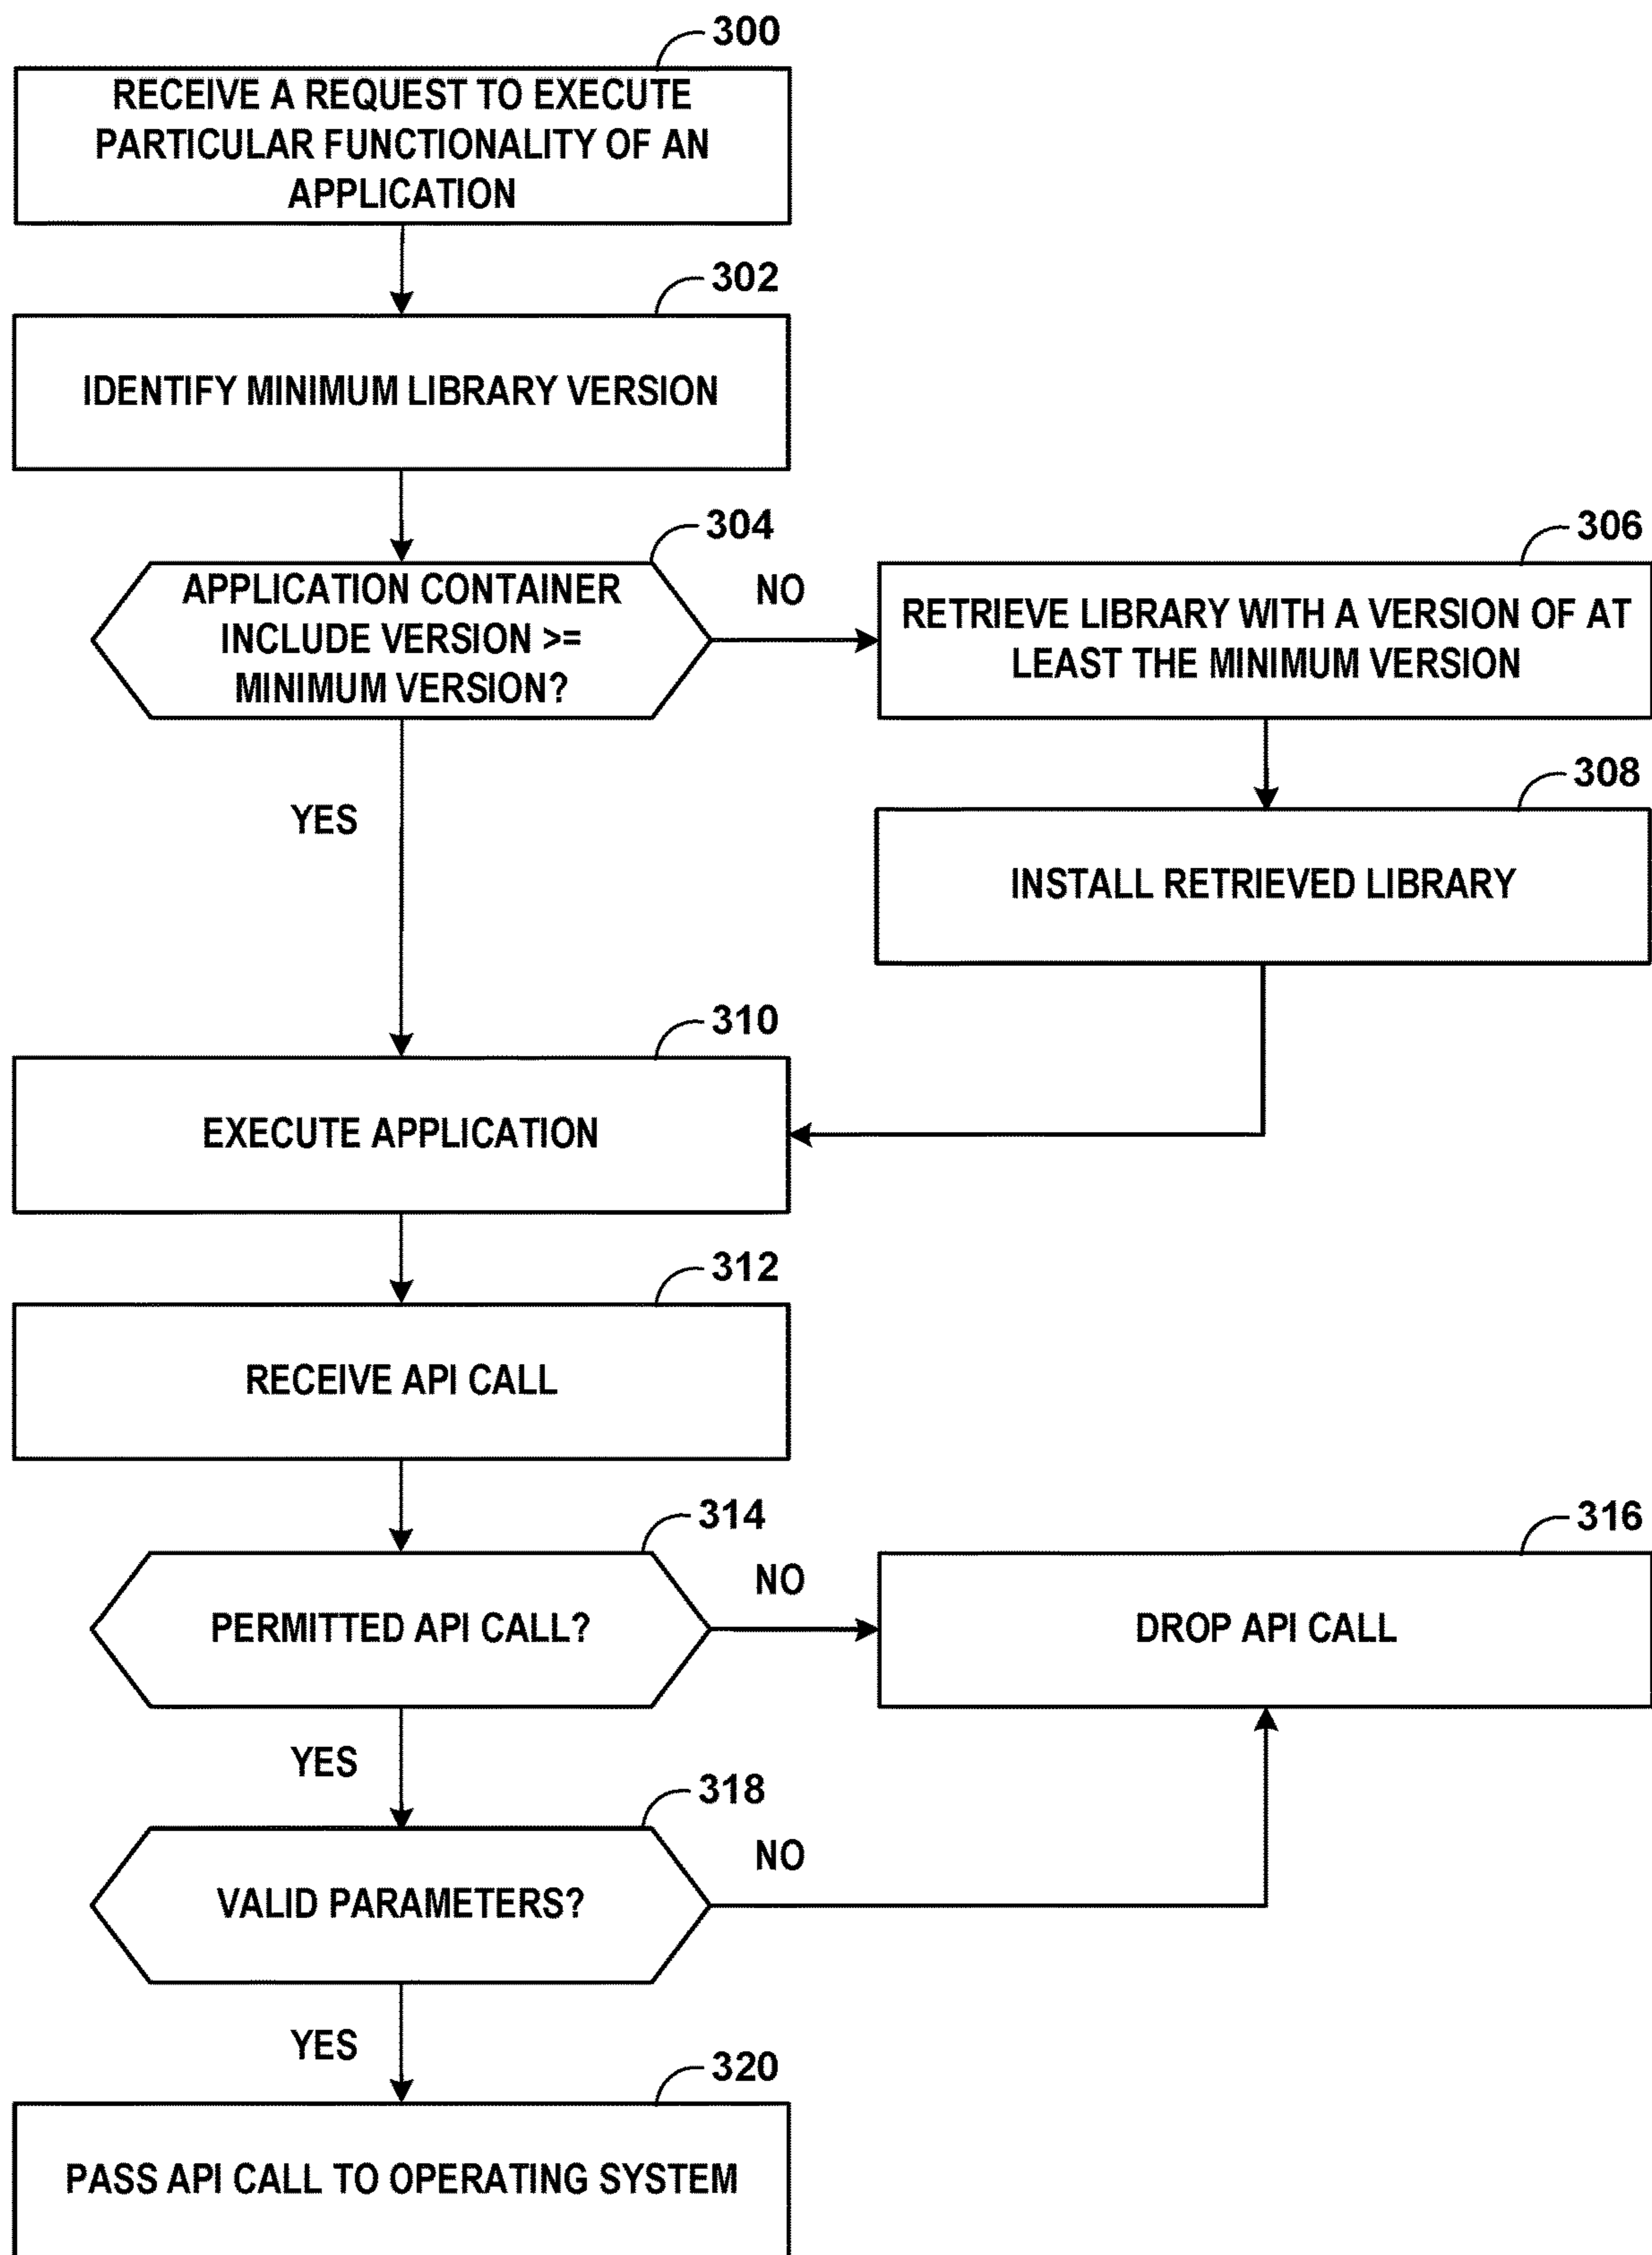 300
RECEIVE A REQUEST TO EXECUTE
PARTICULAR FUNCTIONALITY OF AN
APPLICATION
302
IDENTIFY MINIMUM LIBRARY VERSION
304
APPLICATION CONTAINER
INCLUDE VERSION >=
MINIMUM VERSION?
NO
306
RETRIEVE LIBRARY WITH A VERSION OF AT
LEAST THE MINIMUM VERSION
308
INSTALL RETRIEVED LIBRARY
YES
310
EXECUTE APPLICATION
312
RECEIVE API CALL
314
PERMITTED API CALL?
NO
316
DROP API CALL
YES
318
VALID PARAMETERS?
NO
YES
320
PASS API CALL TO OPERATING SYSTEM